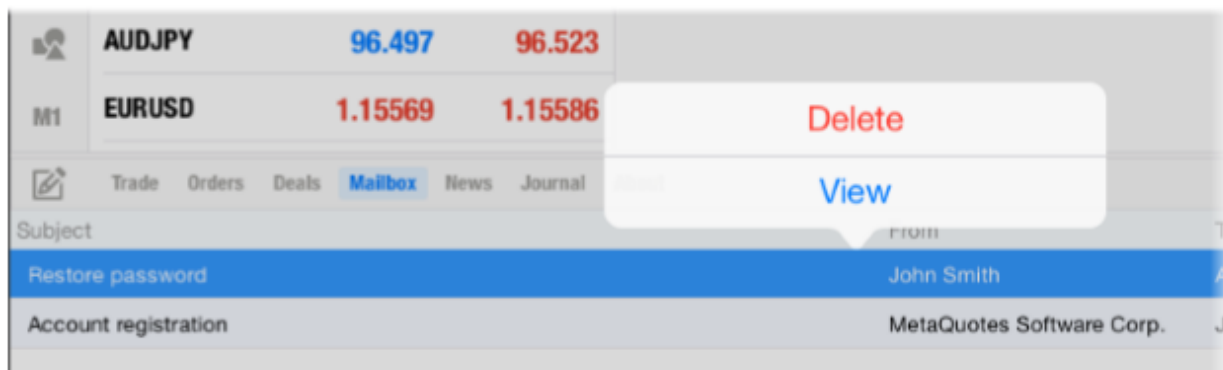 AUDJPY 96.497 96.523
M1 EURUSD 1.15569 1.15586
Delete
View
Trade Orders Deals Mailbox News Journal
Subject From
Restore password John Smith
Account registration MetaQuotes Software Corp.